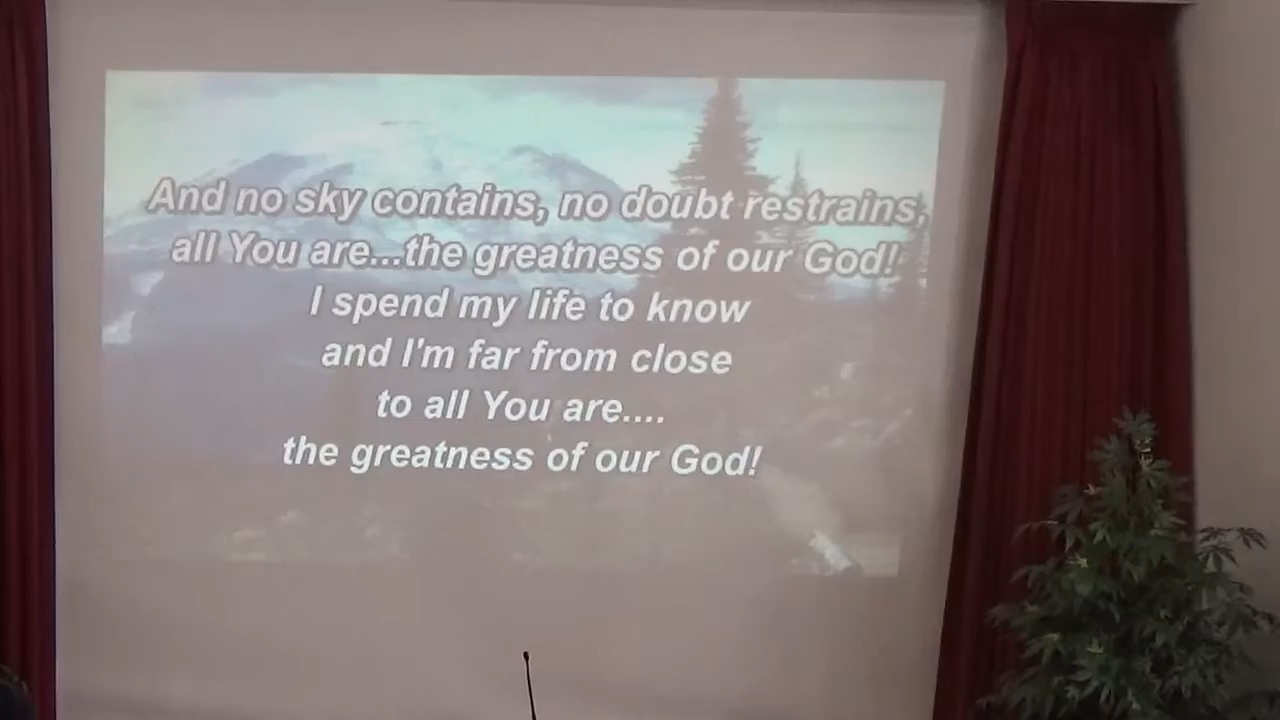 And no sky contains, no doubt restrains,
all You are...the greatness of our God!
I spend my life to know
and I'm far from close
to all You are....
the greatness of our God!